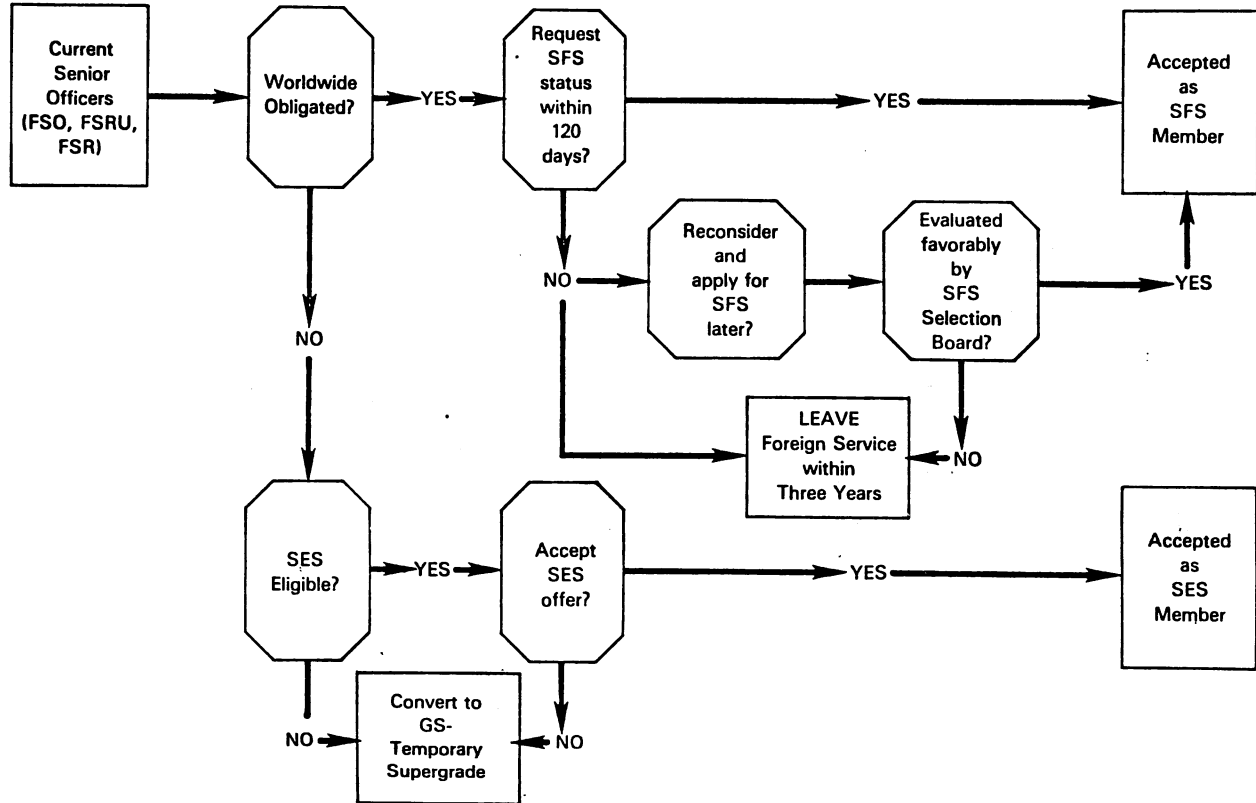 Current
Senior
Officers
(FSO, FSRU,
FSR)
Worldwide
Obligated?
YES
Request
SFS
status
within
120
days?
YES
Accepted
as
SFS
Member
NO
Reconsider
and
apply for
SFS
later?
Evaluated
favorably
by
SFS
Selection
Board?
YES
NO
LEAVE
Foreign Service
within
Three Years
NO
SES
Eligible?
YES
Accept
SES
offer?
YES
Accepted
as
SES
Member
NO
Convert to
GS-
Temporary
Supergrade
NO